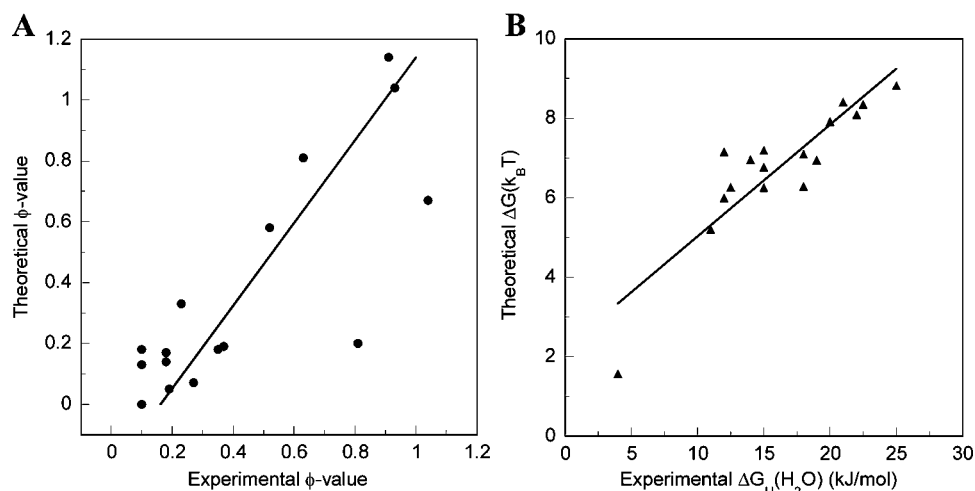 A
B
1.2
1
0.8
0.6
0.4
0.2
0
Theoretical ϕ-value
0 0.2 0.4 0.6 0.8 1 1.2
Experimental ϕ-value
10
8
6
4
2
0
Theoretical ΔG(k_BT)
0 5 10 15 20 25 30
Experimental ΔG_U(H₂O) (kJ/mol)